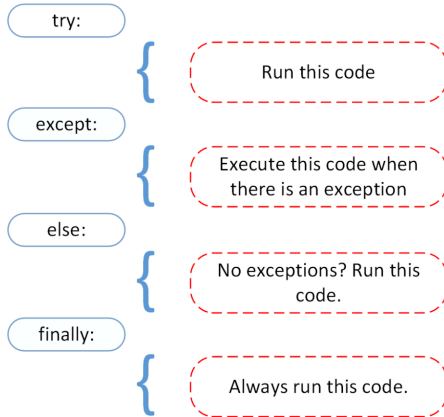 try:
Run this code
except:
Execute this code when
there is an exception
else:
No exceptions? Run this
code.
finally:
Always run this code.